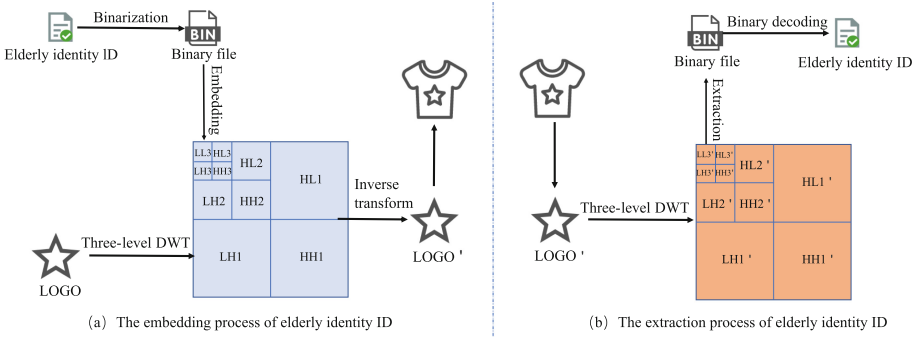 Binarization
BIN
Elderly identity ID
Binary file
Embedding
LL3 HL3
LH3 HH3
HL2
HL1
LH2
HH2
LH1
HH1
Three-level DWT
LOGO
Inverse
transform
LOGO '
(a) The embedding process of elderly identity ID
BIN
Binary decoding
Binary file
Elderly identity ID
Extraction
LL3' HL3'
LH3' HH3'
HL2 '
HL1 '
LH2 '
HH2 '
Three-level DWT
LH1 '
HH1 '
LOGO '
(b) The extraction process of elderly identity ID